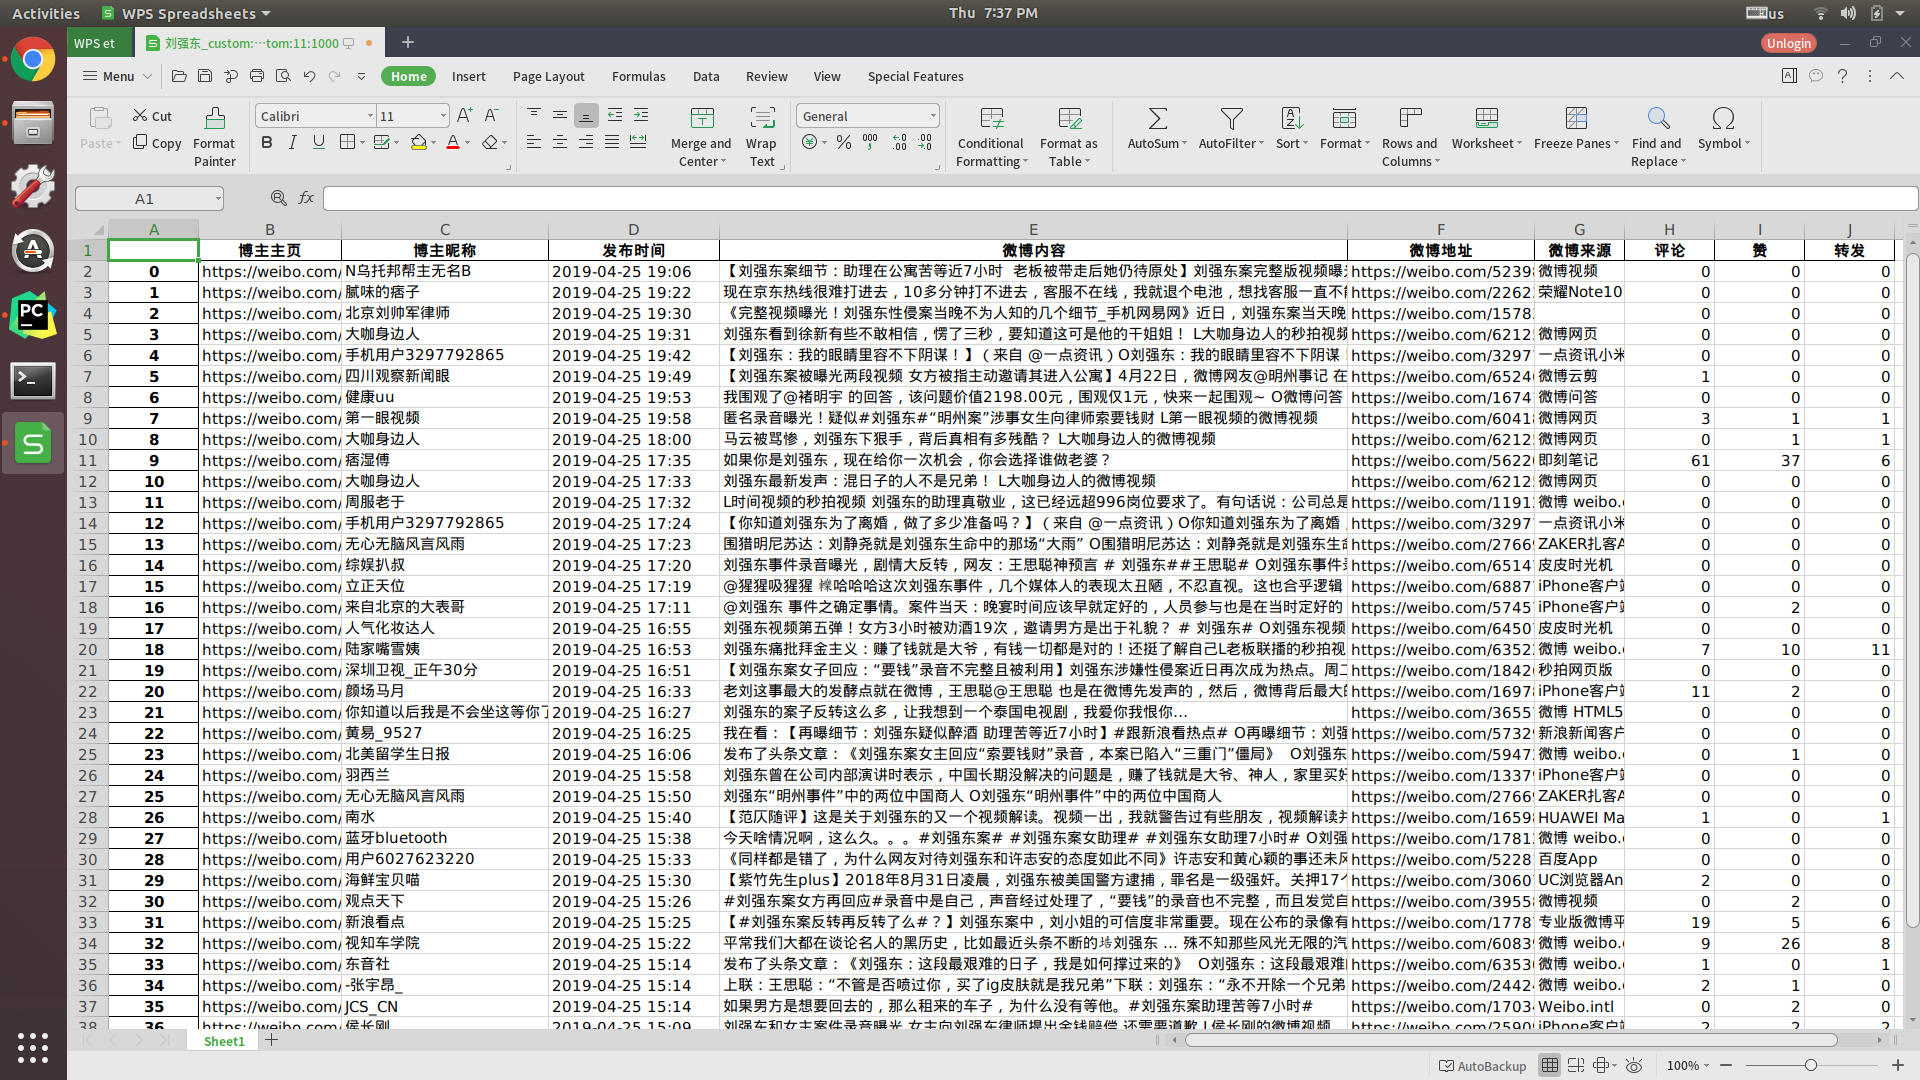 Activities WPS Spreadsheets Thu 7:37 PM us
WPS et 刘强东_custom:···tom:11:1000 + Unlogin
Menu Home Insert Page Layout Formulas Data Review View Special Features
Paste Cut Copy Format Painter Calibri 11 Merge and Center Wrap Text General Conditional Formatting Format as Table AutoSum AutoFilter Sort Format Rows and Columns Worksheet Freeze Panes Find and Replace Symbol
A1 fx
A B C D E F G H I J
1 博主主页 博主昵称 发布时间 微博内容 微博地址 微博来源 评论 赞 转发
2 0 https://weibo.com/ N乌托邦帮主无名B 2019-04-25 19:06 【刘强东案细节：助理在公寓苦等近7小时 老板被带走后她仍待原处】刘强东案完整版视频曝光 https://weibo.com/52398 微博视频 0 0 0
3 1 https://weibo.com/ 腻味的痞子 2019-04-25 19:22 现在京东热线很难打进去，10多分钟打不进去，客服不在线，我就退个电池，想找客服一直不能 https://weibo.com/2262 荣耀Note10 0 0 0
4 2 https://weibo.com/ 北京刘帅军律师 2019-04-25 19:30 《完整视频曝光！刘强东性侵案当晚不为人知的几个细节_手机网易网》近日，刘强东案当天晚 https://weibo.com/1578 0 0 0
5 3 https://weibo.com/ 大咖身边人 2019-04-25 19:31 刘强东看到徐新有些不敢相信，愣了三秒，要知道这可是他的干姐姐！ L大咖身边人的秒拍视频 https://weibo.com/6212 微博网页 0 0 0
6 4 https://weibo.com/ 手机用户3297792865 2019-04-25 19:42 【刘强东：我的眼睛里容不下阴谋！】（来自 @一点资讯）O刘强东：我的眼睛里容不下阴谋！ https://weibo.com/3297 一点资讯小米 0 0 0
7 5 https://weibo.com/ 四川观察新闻眼 2019-04-25 19:49 【刘强东案被曝光两段视频 女方被指主动邀请其进入公寓】4月22日，微博网友@明州事记 在 https://weibo.com/6524 微博云剪 1 0 0
8 6 https://weibo.com/ 健康uu 2019-04-25 19:53 我围观了@褚明宇 的回答，该问题价值2198.00元，围观仅1元，快来一起围观~ O微博问答 https://weibo.com/1674 微博问答 0 0 0
9 7 https://weibo.com/ 第一眼视频 2019-04-25 19:58 匿名录音曝光！疑似#刘强东#“明州案”涉事女生向律师索要钱财 L第一眼视频的微博视频 https://weibo.com/6041 微博网页 3 1 1
10 8 https://weibo.com/ 大咖身边人 2019-04-25 18:00 马云被骂惨，刘强东下狠手，背后真相有多残酷？ L大咖身边人的微博视频 https://weibo.com/6212 微博网页 0 1 1
11 9 https://weibo.com/ 痞湿傅 2019-04-25 17:35 如果你是刘强东，现在给你一次机会，你会选择谁做老婆？ https://weibo.com/5622 即刻笔记 61 37 6
12 10 https://weibo.com/ 大咖身边人 2019-04-25 17:33 刘强东最新发声：混日子的人不是兄弟！ L大咖身边人的微博视频 https://weibo.com/6212 微博网页 0 0 0
13 11 https://weibo.com/ 周服老于 2019-04-25 17:32 L时间视频的秒拍视频 刘强东的助理真敬业，这已经远超996岗位要求了。有句话说：公司总是 https://weibo.com/1191 微博 weibo. 0 0 0
14 12 https://weibo.com/ 手机用户3297792865 2019-04-25 17:24 【你知道刘强东为了离婚，做了多少准备吗？】（来自 @一点资讯）O你知道刘强东为了离婚， https://weibo.com/3297 一点资讯小米 0 0 0
15 13 https://weibo.com/ 无心无脑风言风雨 2019-04-25 17:23 围猎明尼苏达：刘静尧就是刘强东生命中的那场“大雨” O围猎明尼苏达：刘静尧就是刘强东生命 https://weibo.com/2766 ZAKER扎客A 0 0 0
16 14 https://weibo.com/ 综娱扒叔 2019-04-25 17:20 刘强东事件录音曝光，剧情大反转，网友：王思聪神预言 # 刘强东##王思聪# O刘强东事件录 https://weibo.com/6514 皮皮时光机 0 0 0
17 15 https://weibo.com/ 立正天位 2019-04-25 17:19 @猩猩吸猩猩 哈哈哈这次刘强东事件，几个媒体人的表现太丑陋，不忍直视。这也合乎逻辑 https://weibo.com/6887 iPhone客户端 0 0 0
18 16 https://weibo.com/ 来自北京的大表哥 2019-04-25 17:11 @刘强东 事件之确定事情。案件当天：晚宴时间应该早就定好的，人员参与也是在当时定好的 https://weibo.com/5745 iPhone客户端 0 2 0
19 17 https://weibo.com/ 人气化妆达人 2019-04-25 16:55 刘强东视频第五弹！女方3小时被劝酒19次，邀请男方是出于礼貌？ # 刘强东# O刘强东视频 https://weibo.com/6450 皮皮时光机 0 0 0
20 18 https://weibo.com/ 陆家嘴雪姨 2019-04-25 16:53 刘强东痛批拜金主义：赚了钱就是大爷，有钱一切都是对的！还挺了解自己L老板联播的秒拍视 https://weibo.com/6352 微博 weibo. 7 10 11
21 19 https://weibo.com/ 深圳卫视_正午30分 2019-04-25 16:51 【刘强东案女子回应：“要钱”录音不完整且被利用】刘强东涉嫌性侵案近日再次成为热点。周二 https://weibo.com/1842 秒拍网页版 0 0 0
22 20 https://weibo.com/ 颜场马月 2019-04-25 16:33 老刘这事最大的发酵点就在微博，王思聪@王思聪 也是在微博先发声的，然后，微博背后最大的 https://weibo.com/1697 iPhone客户端 11 2 0
23 21 https://weibo.com/ 你知道以后我是不会坐这等你了 2019-04-25 16:27 刘强东的案子反转这么多，让我想到一个泰国电视剧，我爱你我恨你... https://weibo.com/3655 微博 HTML5 0 0 0
24 22 https://weibo.com/ 黄易_9527 2019-04-25 16:25 我在看：【再曝细节：刘强东疑似醉酒 助理苦等近7小时】#跟新浪看热点# O再曝细节：刘强 https://weibo.com/5732 新浪新闻客户 0 0 0
25 23 https://weibo.com/ 北美留学生日报 2019-04-25 16:06 发布了头条文章：《刘强东案女主回应“索要钱财”录音，本案已陷入“三重门”僵局》 O刘强东 https://weibo.com/5947 微博 weibo. 0 1 0
26 24 https://weibo.com/ 羽西兰 2019-04-25 15:58 刘强东曾在公司内部演讲时表示，中国长期没解决的问题是，赚了钱就是大爷、神人，家里买好 https://weibo.com/1337 iPhone客户端 0 0 0
27 25 https://weibo.com/ 无心无脑风言风雨 2019-04-25 15:50 刘强东“明州事件”中的两位中国商人 O刘强东“明州事件”中的两位中国商人 https://weibo.com/2766 ZAKER扎客A 0 0 0
28 26 https://weibo.com/ 南水 2019-04-25 15:40 【范仄随评】这是关于刘强东的又一个视频解读。视频一出，我就警告过有些朋友，视频解读并 https://weibo.com/1659 HUAWEI Ma 1 0 1
29 27 https://weibo.com/ 蓝牙bluetooth 2019-04-25 15:38 今天啥情况啊，这么久。。。#刘强东案# #刘强东案女助理# #刘强东女助理7小时# O刘强 https://weibo.com/1781 微博 weibo. 0 0 0
30 28 https://weibo.com/ 用户6027623220 2019-04-25 15:33 《同样都是错了，为什么网友对待刘强东和许志安的态度如此不同》许志安和黄心颖的事还未风 https://weibo.com/5228 百度App 0 0 0
31 29 https://weibo.com/ 海鲜宝贝喵 2019-04-25 15:30 【紫竹先生plus】2018年8月31日凌晨，刘强东被美国警方逮捕，罪名是一级强奸。关押17个 https://weibo.com/3060 UC浏览器An 2 0 0
32 30 https://weibo.com/ 观点天下 2019-04-25 15:26 #刘强东案女方再回应#录音中是自己，声音经过处理了，“要钱”的录音也不完整，而且发觉自 https://weibo.com/3955 微博视频 0 2 0
33 31 https://weibo.com/ 新浪看点 2019-04-25 15:25 【#刘强东案反转再反转了么#？】刘强东案中，刘小姐的可信度非常重要。现在公布的录像有 https://weibo.com/1778 专业版微博平 19 5 6
34 32 https://weibo.com/ 视知车学院 2019-04-25 15:22 平常我们大都在谈论名人的黑历史，比如最近头条不断的 刘强东 ... 殊不知那些风光无限的汽 https://weibo.com/6083 微博 weibo. 9 26 8
35 33 https://weibo.com/ 东音社 2019-04-25 15:14 发布了头条文章：《刘强东：这段最艰难的日子，我是如何撑过来的》 O刘强东：这段最艰难 https://weibo.com/6353 微博 weibo. 1 0 1
36 34 https://weibo.com/ -张宇昂_ 2019-04-25 15:14 上联：王思聪：“不管是否喷过你，买了ig皮肤就是我兄弟”下联：刘强东：“永不开除一个兄弟 https://weibo.com/2442 微博 weibo. 2 1 0
37 35 https://weibo.com/ JCS_CN 2019-04-25 15:14 如果男方是想要回去的，那么租来的车子，为什么没有等他。#刘强东案助理苦等7小时# https://weibo.com/1703 Weibo.intl 0 2 0
38 36 https://weibo.com/ 侯长刚 2019-04-25 15:09 刘强东和女主案件录音曝光 女主向刘强东律师提出金钱赔偿 还需要道歉 L侯长刚的微博视频 https://weibo.com/2590 iPhone客户端 2 2 2
Sheet1 +
AutoBackup 100%